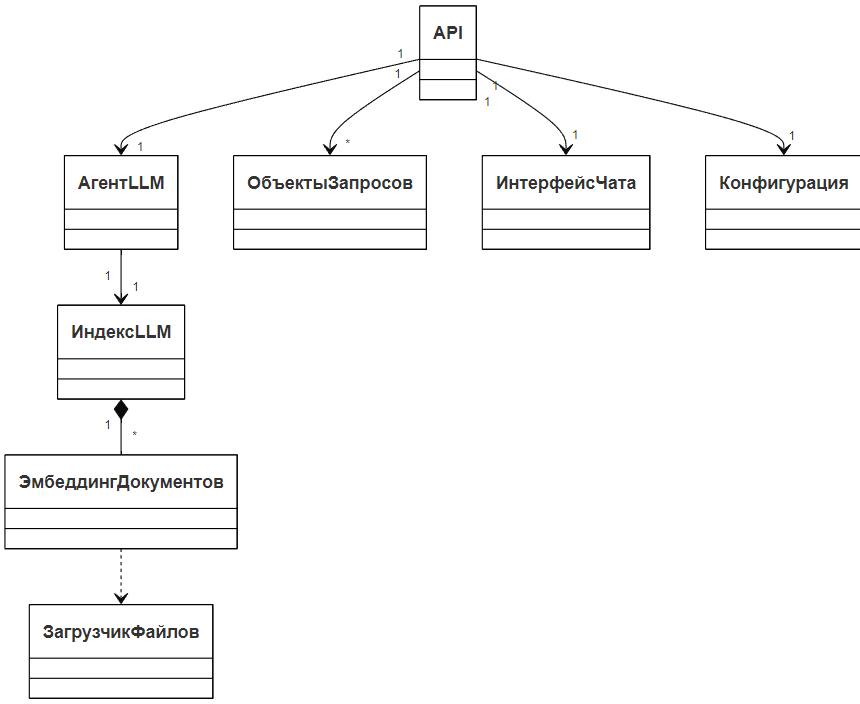 API
1
1
1
1
1
*
1
1
АгентLLM
ОбъектыЗапросов
ИнтерфейсЧата
Конфигурация
1
1
ИндексLLM
1
*
ЭмбеддингДокументов
ЗагрузчикФайлов